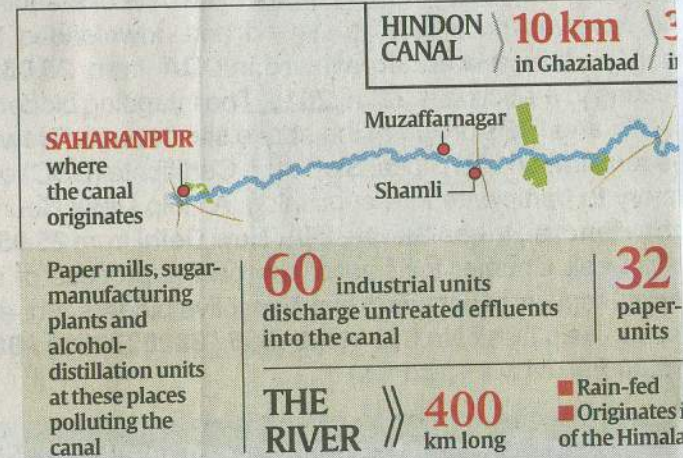 HINDON
CANAL
10 km
in Ghaziabad
SAHARANPUR
where
the canal
originates
Muzaffarnagar
Shamli
Paper mills, sugar-
manufacturing
plants and
alcohol-
distillation units
at these places
polluting the
canal
60 industrial units
discharge untreated effluents
into the canal
32
paper-
units
THE
RIVER
400
km long
Rain-fed
Originates
of the